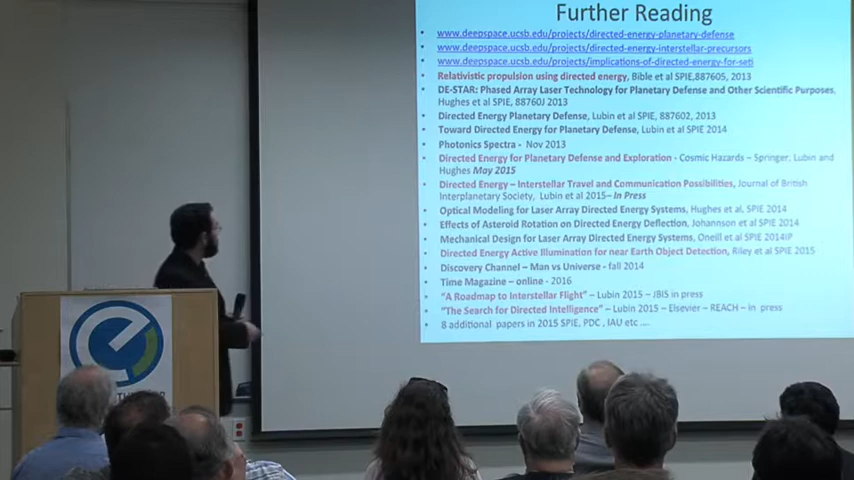 Further Reading
• www.deepspace.ucsb.edu/projects/directed-energy-planetary-defense
• www.deepspace.ucsb.edu/projects/directed-energy-interstellar-precursors
• www.deepspace.ucsb.edu/projects/implications-of-directed-energy-for-seti
• Relativistic propulsion using directed energy, Bible et al SPIE,887605, 2013
• DE-STAR: Phased Array Laser Technology for Planetary Defense and Other Scientific Purposes,
Hughes et al SPIE, 88760J 2013
• Directed Energy Planetary Defense, Lubin et al SPIE, 887602, 2013
• Toward Directed Energy for Planetary Defense, Lubin et al SPIE 2014
• Photonics Spectra - Nov 2013
• Directed Energy for Planetary Defense and Exploration - Cosmic Hazards – Springer, Lubin and
Hughes May 2015
• Directed Energy – Interstellar Travel and Communication Possibilities, Journal of British
Interplanetary Society, Lubin et al 2015– In Press
• Optical Modeling for Laser Array Directed Energy Systems, Hughes et al, SPIE 2014
• Effects of Asteroid Rotation on Directed Energy Deflection, Johannson et al SPIE 2014
• Mechanical Design for Laser Array Directed Energy Systems, Oneill et al SPIE 2014IP
• Directed Energy Active Illumination for near Earth Object Detection, Riley et al SPIE 2015
• Discovery Channel – Man vs Universe - fall 2014
• Time Magazine – online - 2016
• "A Roadmap to Interstellar Flight" – Lubin 2015 – JBIS in press
• "The Search for Directed Intelligence" – Lubin 2015 – Elsevier – REACH – in press
• 8 additional papers in 2015 SPIE, PDC , IAU etc ....